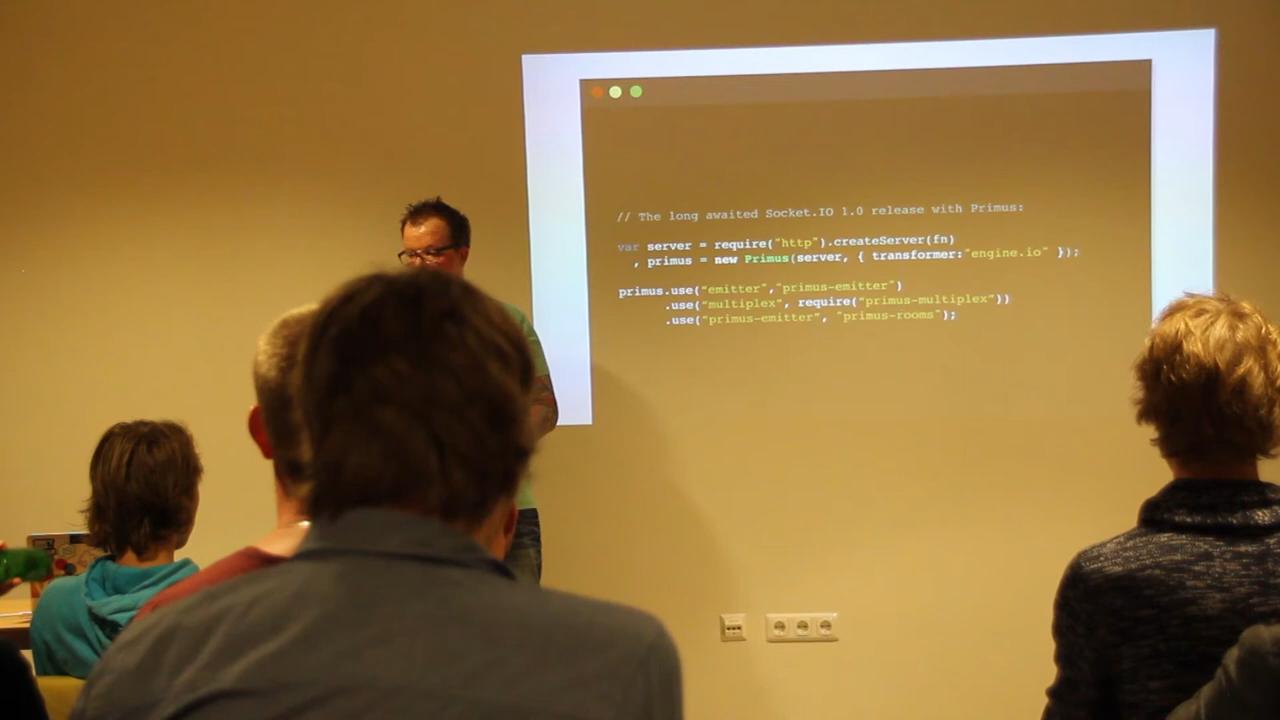 // The long awaited Socket.IO 1.0 release with Primus:
var server = require("http").createServer(fn)
, primus = new Primus(server, { transformer:"engine.io" });
primus.use("emitter","primus-emitter")
.use("multiplex", require("primus-multiplex"))
.use("primus-emitter", "primus-rooms");